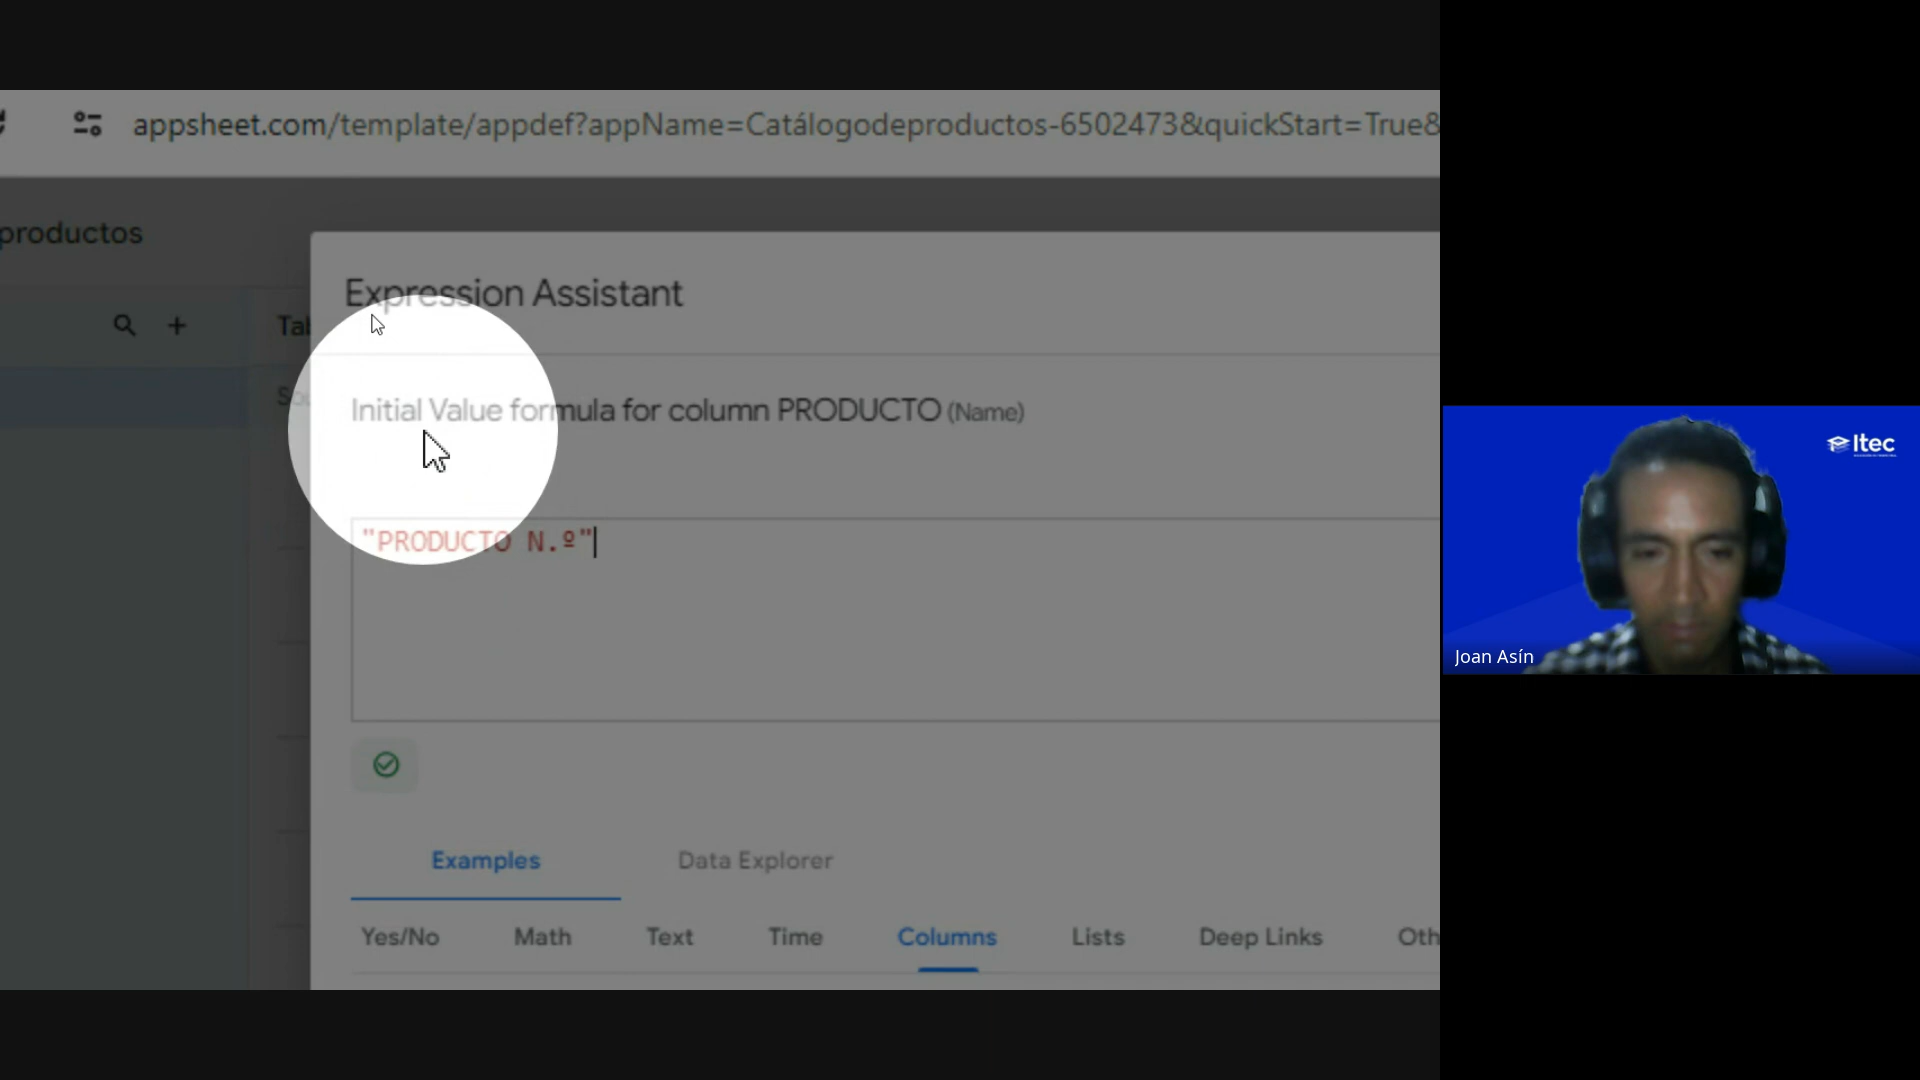 appsheet.com/template/appdef?appName=Catálogodeproductos-6502473&quickStart=True&
productos
Expression Assistant
Initial Value formula for column PRODUCTO (Name)
"PRODUCTO N.º"
Examples Data Explorer
Yes/No Math Text Time Columns Lists Deep Links Oth
Itec
Joan Asín